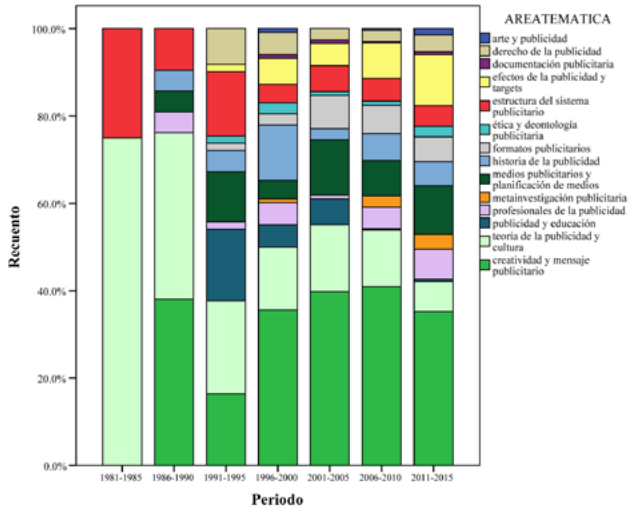 AREATEMATICA
arte y publicidad
derecho de la publicidad
documentación publicitaria
efectos de la publicidad y
targets
estructura del sistema
publicitario
ética y deontología
publicitaria
formatos publicitarios
historia de la publicidad
medios publicitarios y
planificación de medios
metainvestigación publicitaria
profesionales de la publicidad
publicidad y educación
teoría de la publicidad y
cultura
creatividad y mensaje
publicitario
Recuento
100.0%
80.0%
60.0%
40.0%
20.0%
0.0%
1981-1985 1986-1990 1991-1995 1996-2000 2001-2005 2006-2010 2011-2015
Periodo